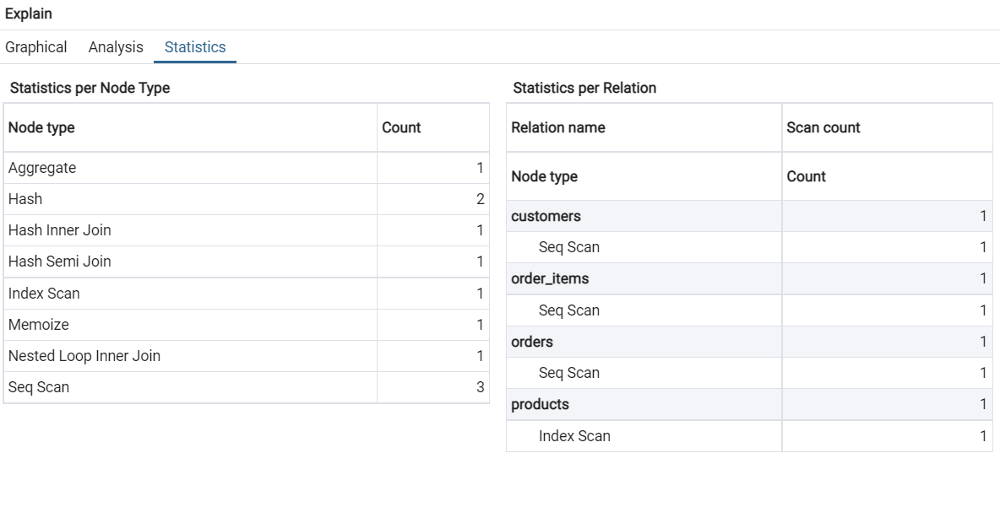 Explain
Graphical Analysis Statistics
Statistics per Node Type
Node type Count
Aggregate 1
Hash 2
Hash Inner Join 1
Hash Semi Join 1
Index Scan 1
Memoize 1
Nested Loop Inner Join 1
Seq Scan 3
Statistics per Relation
Relation name Scan count
Node type Count
customers 1
Seq Scan 1
order_items 1
Seq Scan 1
orders 1
Seq Scan 1
products 1
Index Scan 1